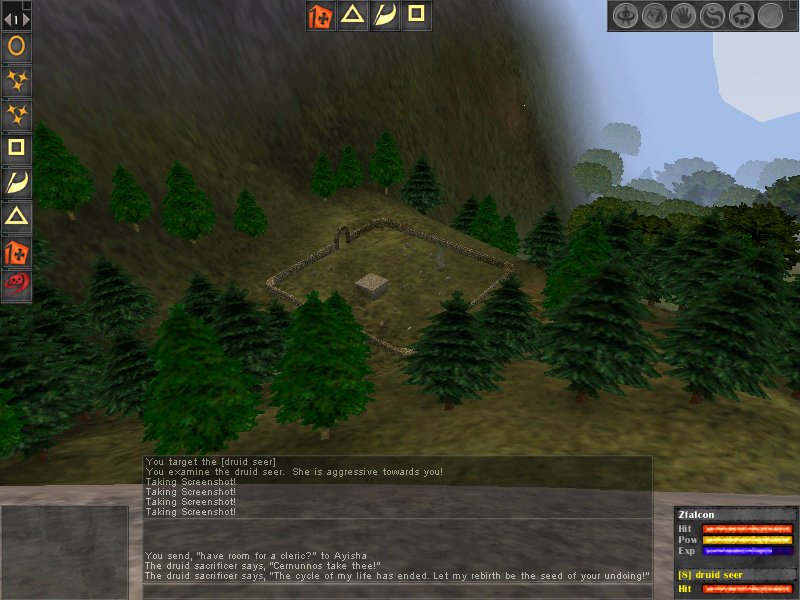 1
You target the [druid seer]
You examine the druid seer.  She is aggressive towards you!
Taking Screenshot!
Taking Screenshot!
Taking Screenshot!
Taking Screenshot!
You send, "have room for a cleric?" to Ayisha
The druid sacrificer says, "Cernunnos take thee!"
The druid sacrificer says, "The cycle of my life has ended. Let my rebirth be the seed of your undoing!"
Zfalcon
Hit
Pow
Exp
[8] druid seer
Hit